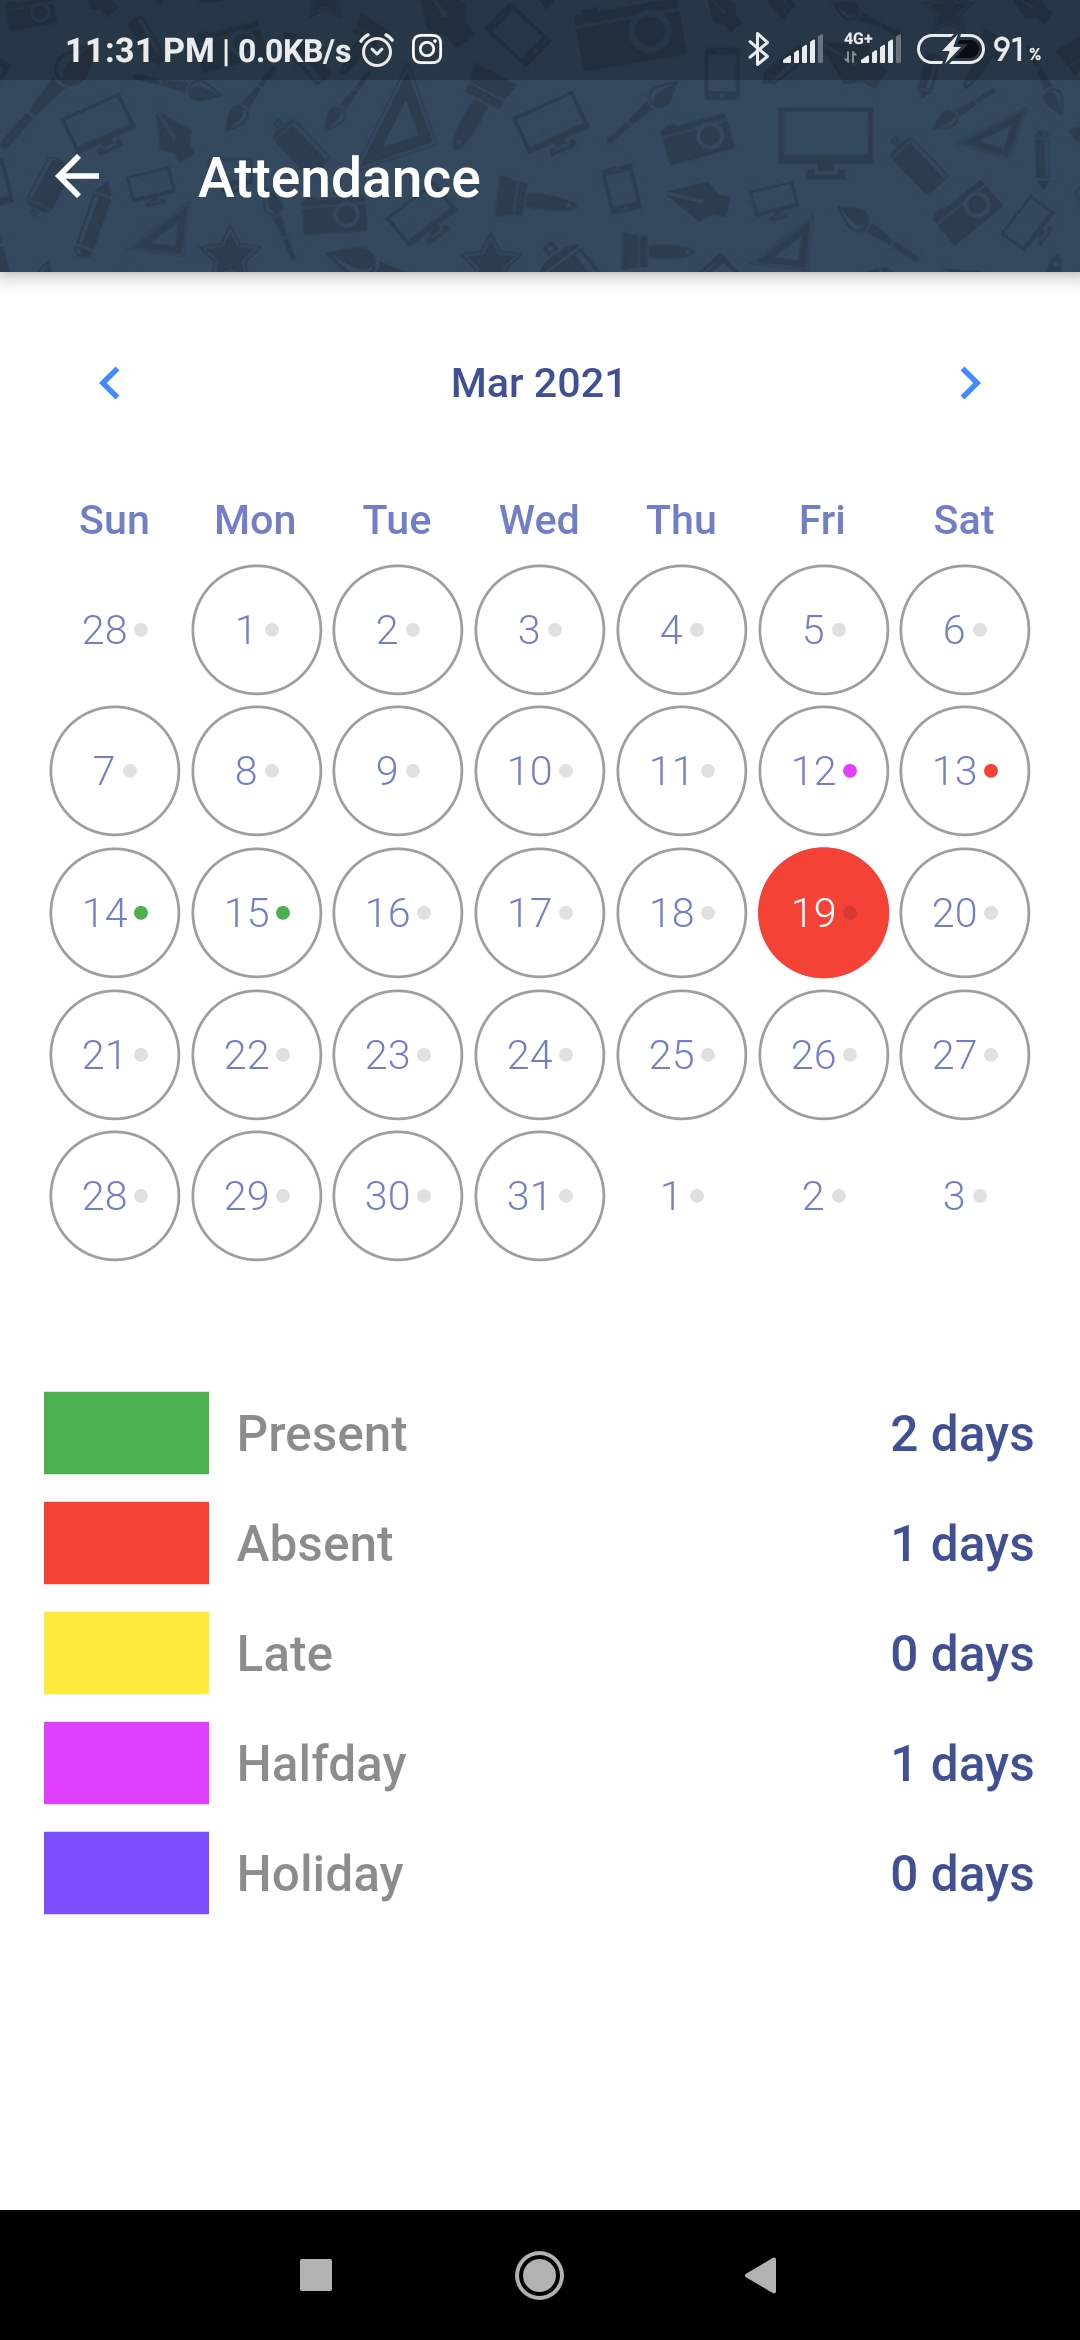 11:31 PM | 0.0KB/s 4G+ 91%
Attendance
Mar 2021
Sun Mon Tue Wed Thu Fri Sat
28 1 2 3 4 5 6
7 8 9 10 11 12 13
14 15 16 17 18 19 20
21 22 23 24 25 26 27
28 29 30 31 1 2 3
Present 2 days
Absent 1 days
Late 0 days
Halfday 1 days
Holiday 0 days